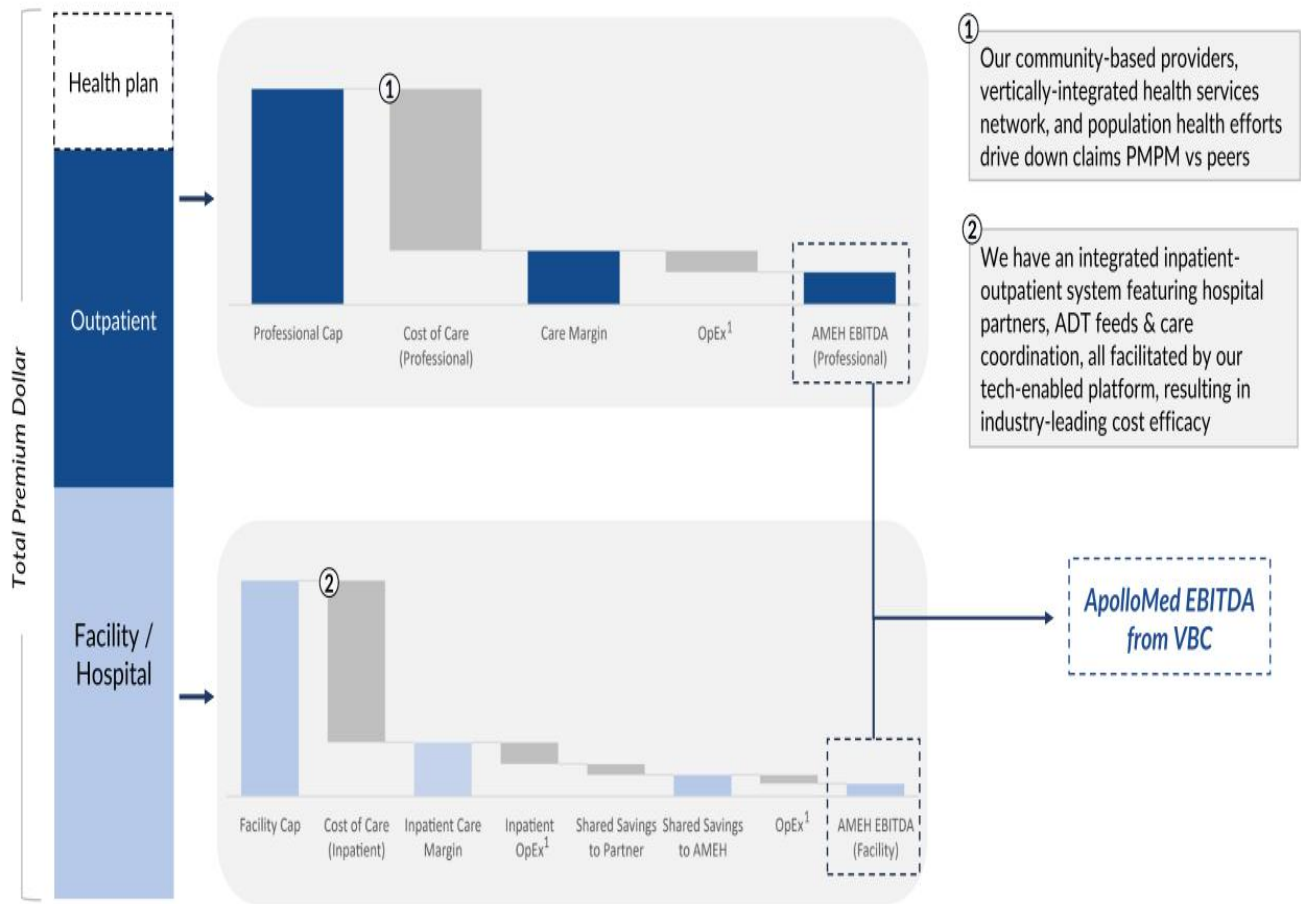 Total Premium Dollar
Health plan
Outpatient
Facility /
Hospital
①
Professional Cap
Cost of Care
(Professional)
Care Margin
OpEx¹
AMEH EBITDA
(Professional)
②
Facility Cap
Cost of Care
(Inpatient)
Inpatient Care
Margin
Inpatient
OpEx¹
Shared Savings
to Partner
Shared Savings
to AMEH
OpEx¹
AMEH EBITDA
(Facility)
①
Our community-based providers,
vertically-integrated health services
network, and population health efforts
drive down claims PMPM vs peers
②
We have an integrated inpatient-
outpatient system featuring hospital
partners, ADT feeds & care
coordination, all facilitated by our
tech-enabled platform, resulting in
industry-leading cost efficacy
ApolloMed EBITDA
from VBC